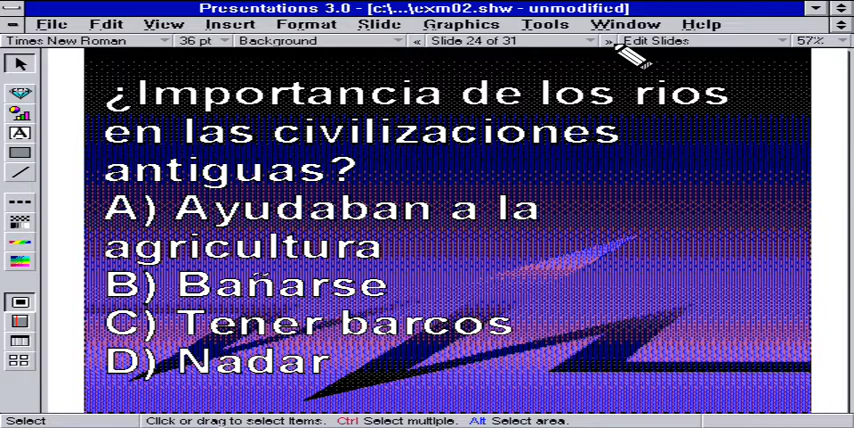 Presentations 3.0 - [c:\...\exm02.shw - unmodified]
File Edit View Insert Format Slide Graphics Tools Window Help
Times New Roman 36 pt Background « Slide 24 of 31 » Edit Slides 57%
¿Importancia de los rios
en las civilizaciones
antiguas?
A) Ayudaban a la
agricultura
B) Bañarse
C) Tener barcos
D) Nadar
Select Click or drag to select items. Ctrl Select multiple. Alt Select area.